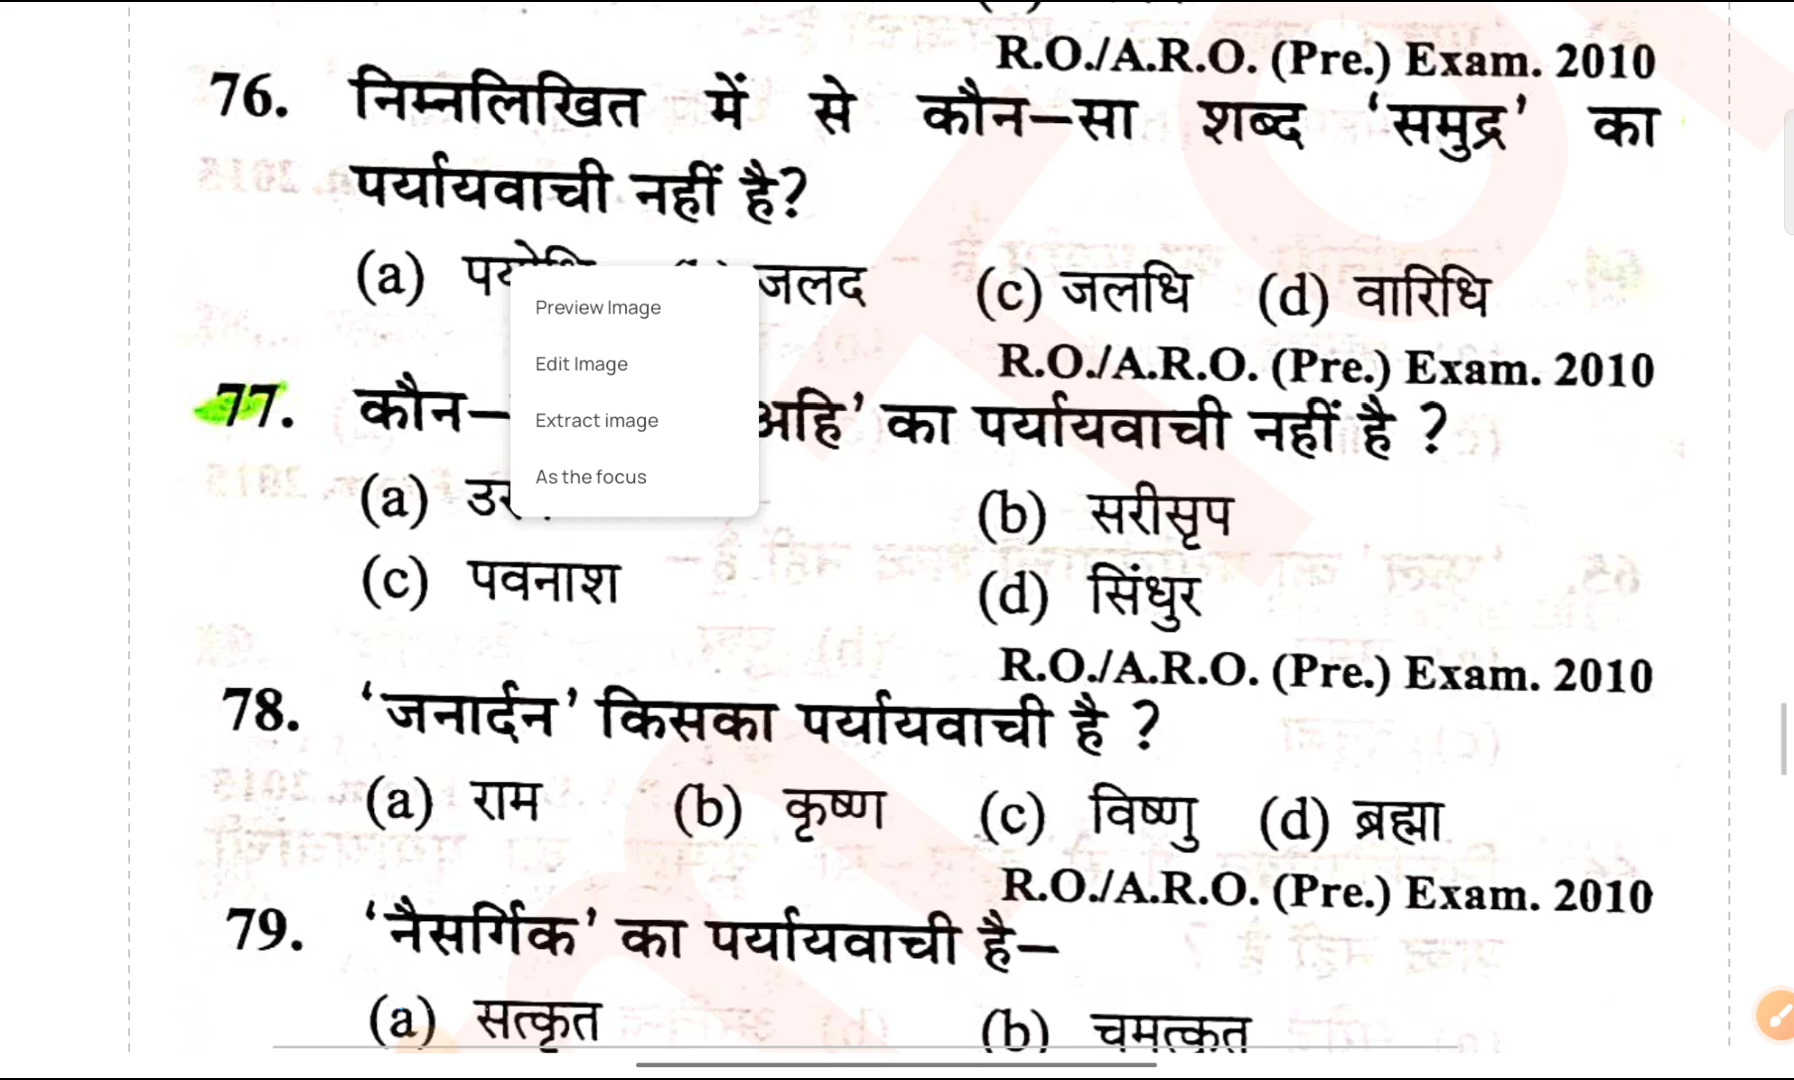 R.O./A.R.O. (Pre.) Exam. 2010
76. निम्नलिखित में से कौन–सा शब्द ‘समुद्र’ का
पर्यायवाची नहीं है?
(a) जलद (c) जलधि (d) वारिधि
Preview Image
Edit Image
Extract image
As the focus
R.O./A.R.O. (Pre.) Exam. 2010
77. कौन– अहि’ का पर्यायवाची नहीं है ?
(a) (b) सरीसृप
(c) पवनाश (d) सिंधुर
R.O./A.R.O. (Pre.) Exam. 2010
78. ‘जनार्दन’ किसका पर्यायवाची है ?
(a) राम (b) कृष्ण (c) विष्णु (d) ब्रह्मा
R.O./A.R.O. (Pre.) Exam. 2010
79. ‘नैसर्गिक’ का पर्यायवाची है–
(a) सत्कृत (b) चमत्कृत